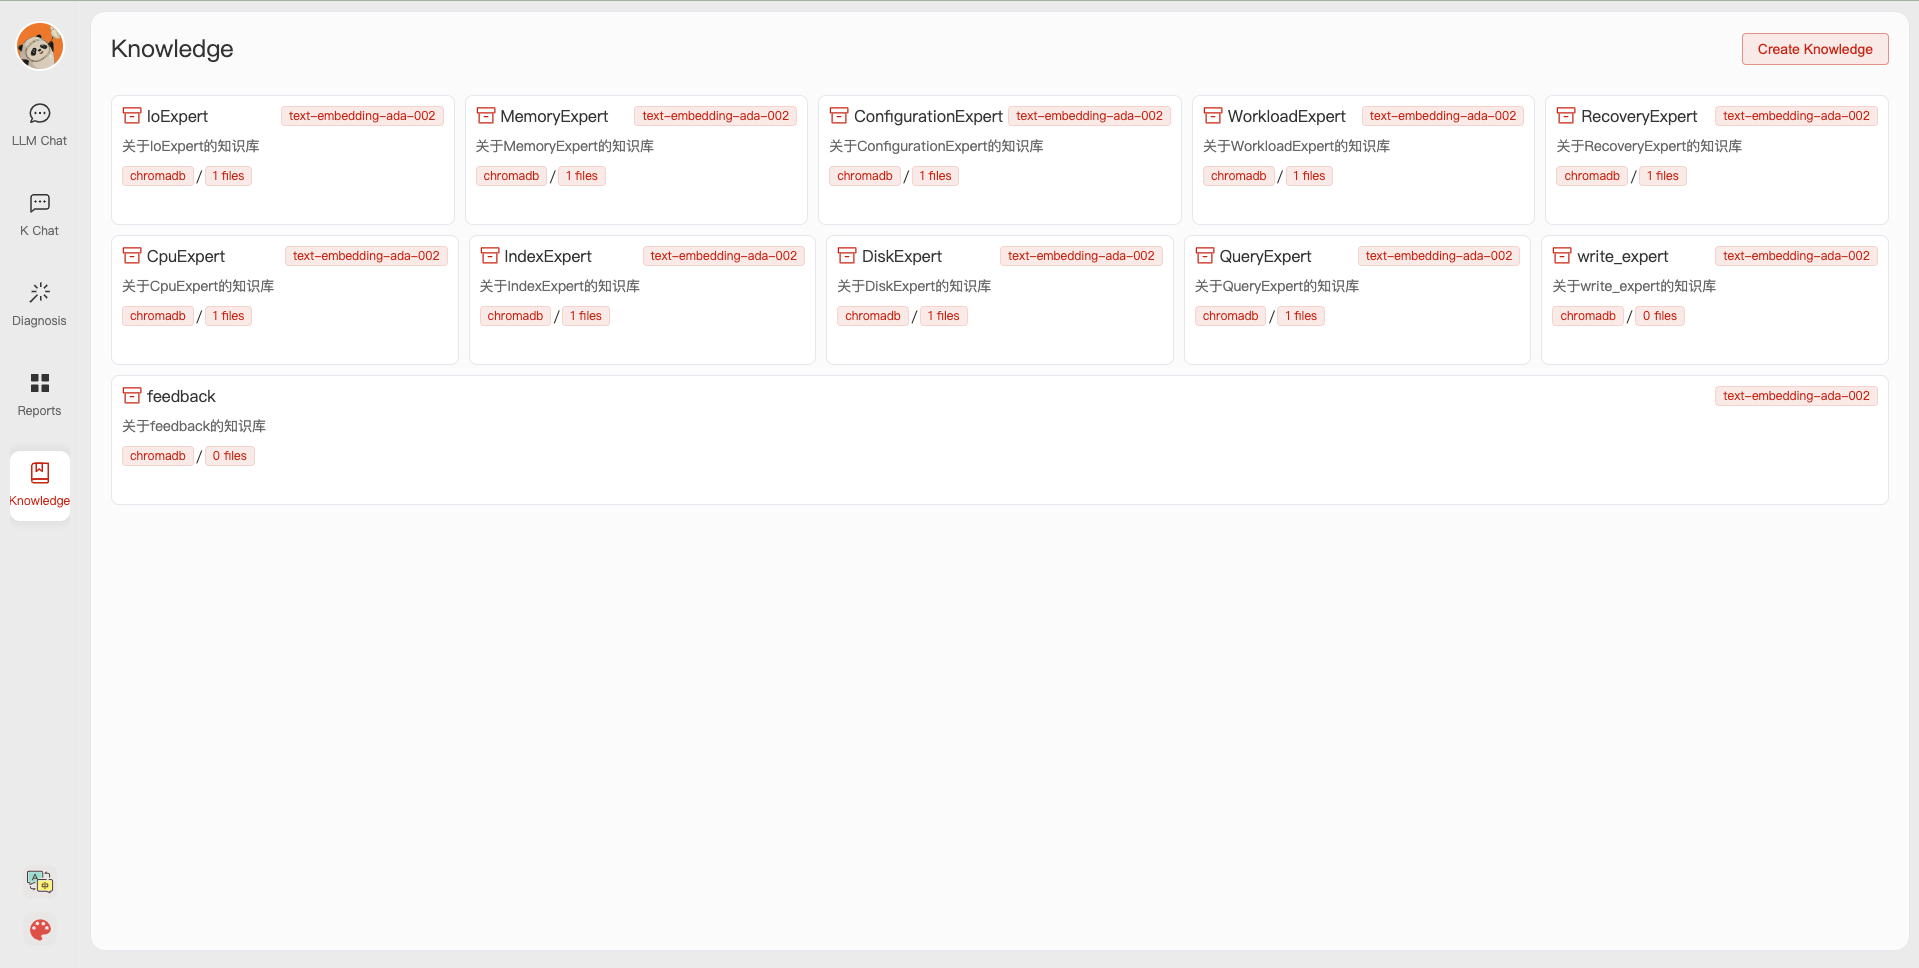 Knowledge
Create Knowledge
LLM Chat
K Chat
Diagnosis
Reports
Knowledge
IoExpert text-embedding-ada-002
关于IoExpert的知识库
chromadb / 1 files
MemoryExpert text-embedding-ada-002
关于MemoryExpert的知识库
chromadb / 1 files
ConfigurationExpert text-embedding-ada-002
关于ConfigurationExpert的知识库
chromadb / 1 files
WorkloadExpert text-embedding-ada-002
关于WorkloadExpert的知识库
chromadb / 1 files
RecoveryExpert text-embedding-ada-002
关于RecoveryExpert的知识库
chromadb / 1 files
CpuExpert text-embedding-ada-002
关于CpuExpert的知识库
chromadb / 1 files
IndexExpert text-embedding-ada-002
关于IndexExpert的知识库
chromadb / 1 files
DiskExpert text-embedding-ada-002
关于DiskExpert的知识库
chromadb / 1 files
QueryExpert text-embedding-ada-002
关于QueryExpert的知识库
chromadb / 1 files
write_expert text-embedding-ada-002
关于write_expert的知识库
chromadb / 0 files
feedback text-embedding-ada-002
关于feedback的知识库
chromadb / 0 files
A
中